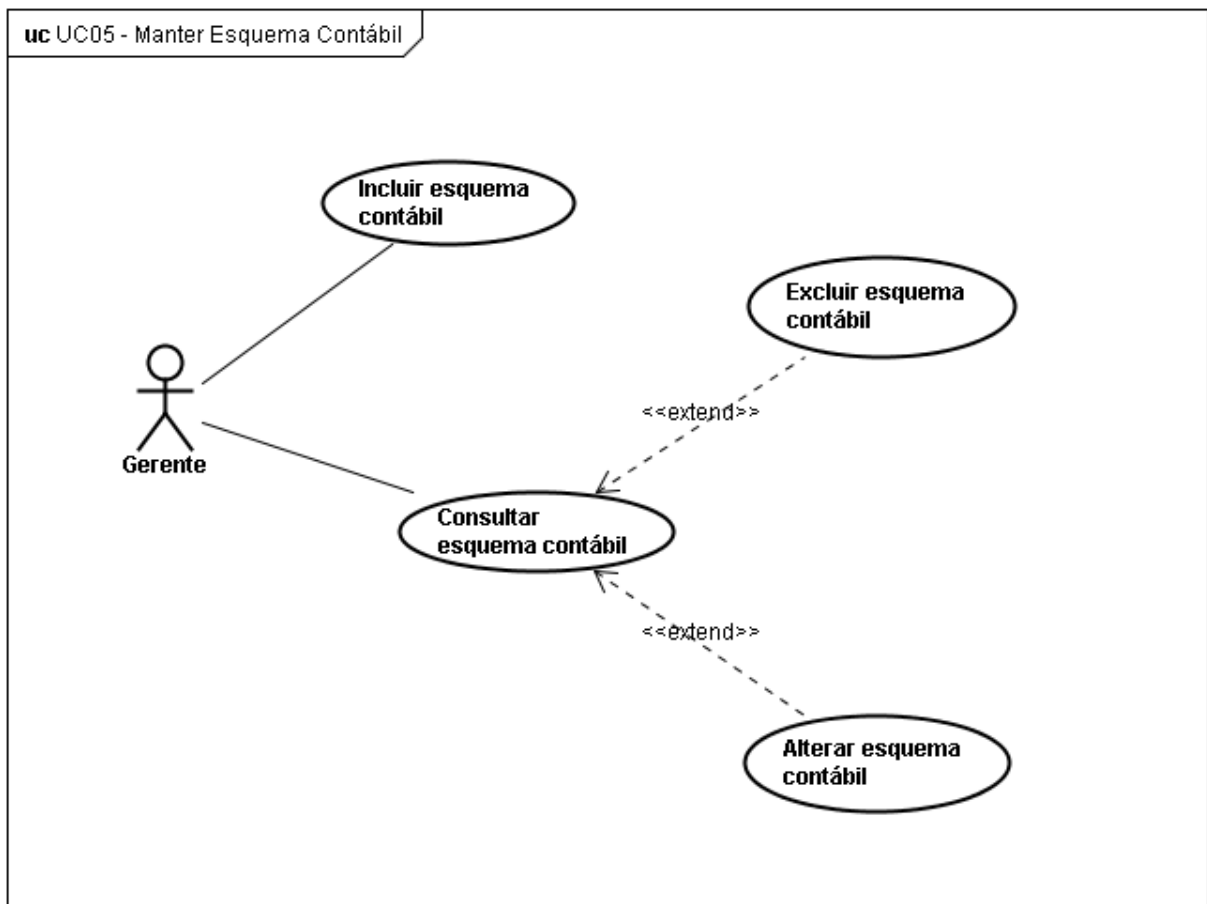 uc UC05 - Manter Esquema Contábil
Incluir esquema
contábil
Excluir esquema
contábil
<<extend>>
Gerente
Consultar
esquema contábil
<<extend>>
Alterar esquema
contábil